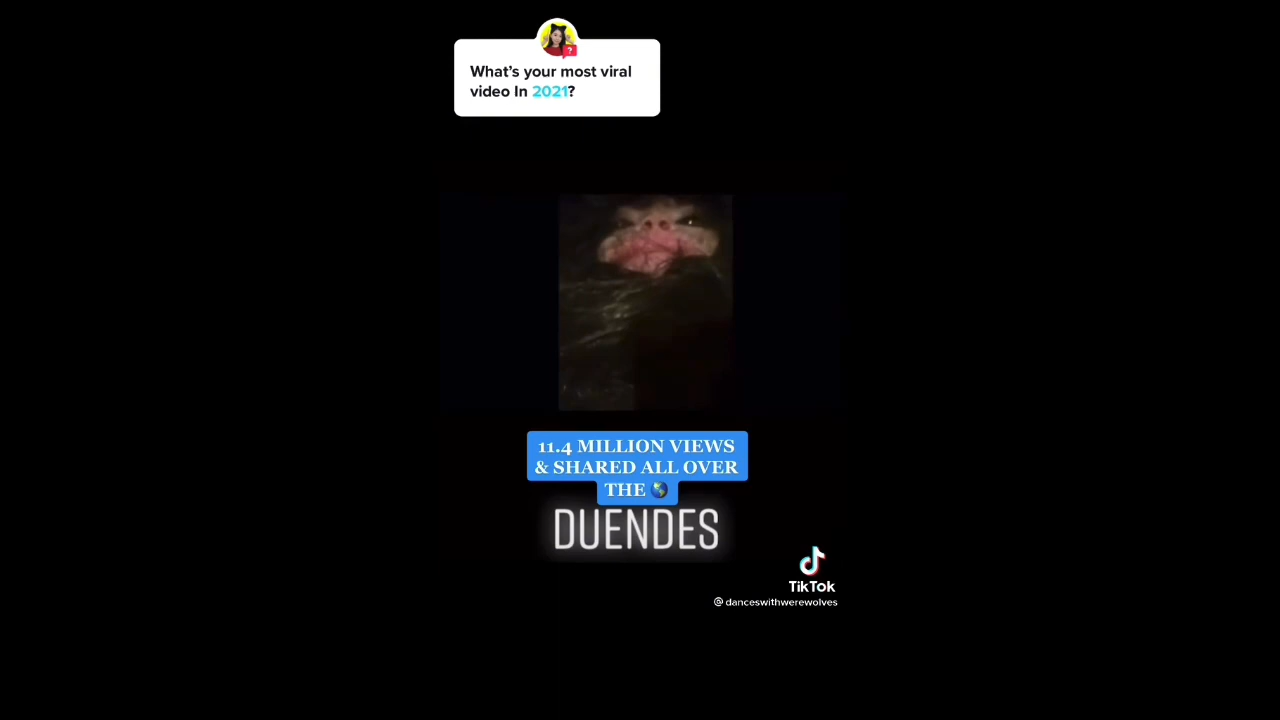 ?
What's your most viral
video In 2021?
11.4 MILLION VIEWS
& SHARED ALL OVER
THE 🌎
DUENDES
TikTok
@danceswithwerewolves